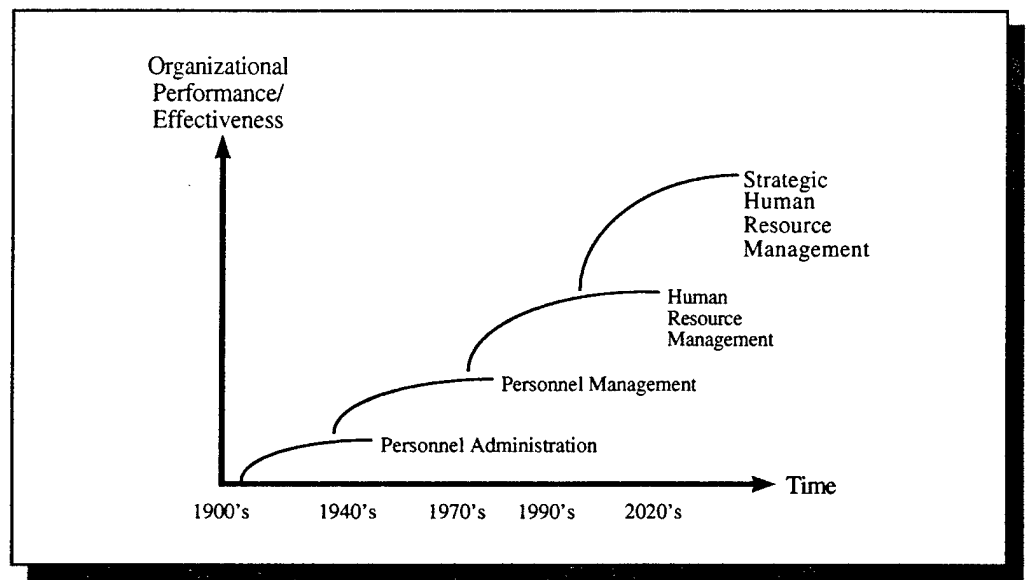 Organizational
Performance/
Effectiveness
Strategic
Human
Resource
Management
Human
Resource
Management
Personnel Management
Personnel Administration
Time
1900's
1940's
1970's
1990's
2020's